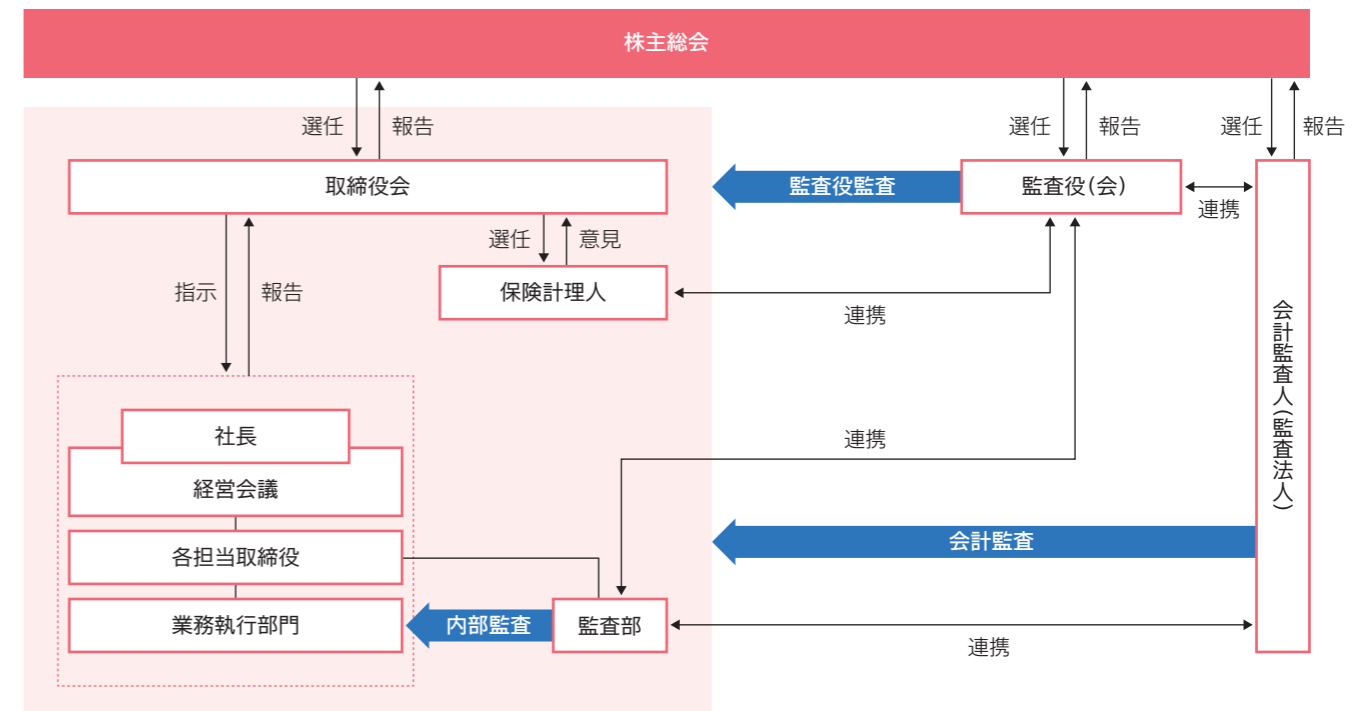 株主総会
選任
報告
選任
報告
選任
報告
取締役会
監査役監査
監査役(会)
連携
選任
意見
指示
報告
保険計理人
連携
会計監査人(監査法人)
社長
経営会議
連携
各担当取締役
会計監査
業務執行部門
内部監査
監査部
連携